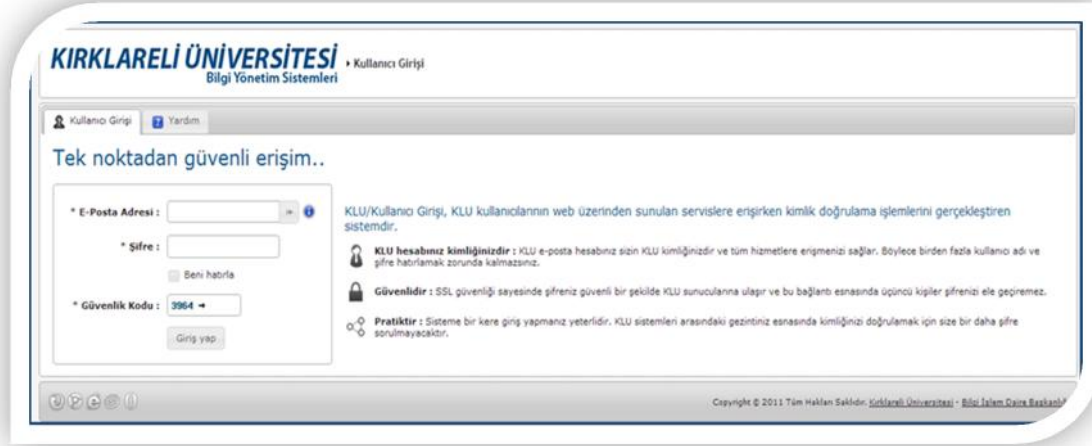 KIRKLARELİ ÜNİVERSİTESİ
Bilgi Yönetim Sistemleri
Kullanıcı Girişi
Kullanıcı Girişi
Yardım
Tek noktadan güvenli erişim..
* E-Posta Adresi :
* Şifre :
Beni hatırla
* Güvenlik Kodu : 3964
Giriş yap
KLU/Kullanıcı Girişi, KLU kullanıcılarının web üzerinden sunulan servislere erişirken kimlik doğrulama işlemlerini gerçekleştiren
sistemdir.
KLU hesabınız kimliğinizdir : KLU e-posta hesabınız sizin KLU kimliğinizdir ve tüm hizmetlere erişmenizi sağlar. Böylece birden fazla kullanıcı adı ve
şifre hatırlamak zorunda kalmazsınız.
Güvenlidir : SSL güvenliği sayesinde şifreniz güvenli bir şekilde KLU sunucularına ulaşır ve bu bağlantı esnasında üçüncü kişiler şifrenizi ele geçiremez.
Pratiktir : Sisteme bir kere giriş yapmanız yeterlidir. KLU sistemleri arasındaki gezintiniz esnasında kimliğinizi doğrulamak için size bir daha şifre
sorulmayacaktır.
Copyright © 2011 Tüm Hakları Saklıdır. Kırklareli Üniversitesi - Bilgi İşlem Daire Başkanlığı